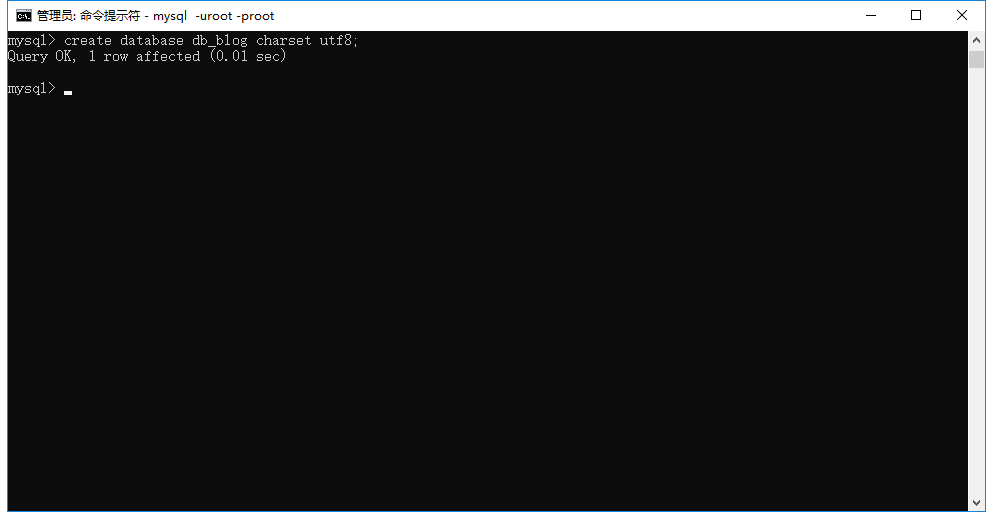 管理员: 命令提示符 - mysql  -uroot -proot
mysql> create database db_blog charset utf8;
Query OK, 1 row affected (0.01 sec)
mysql>